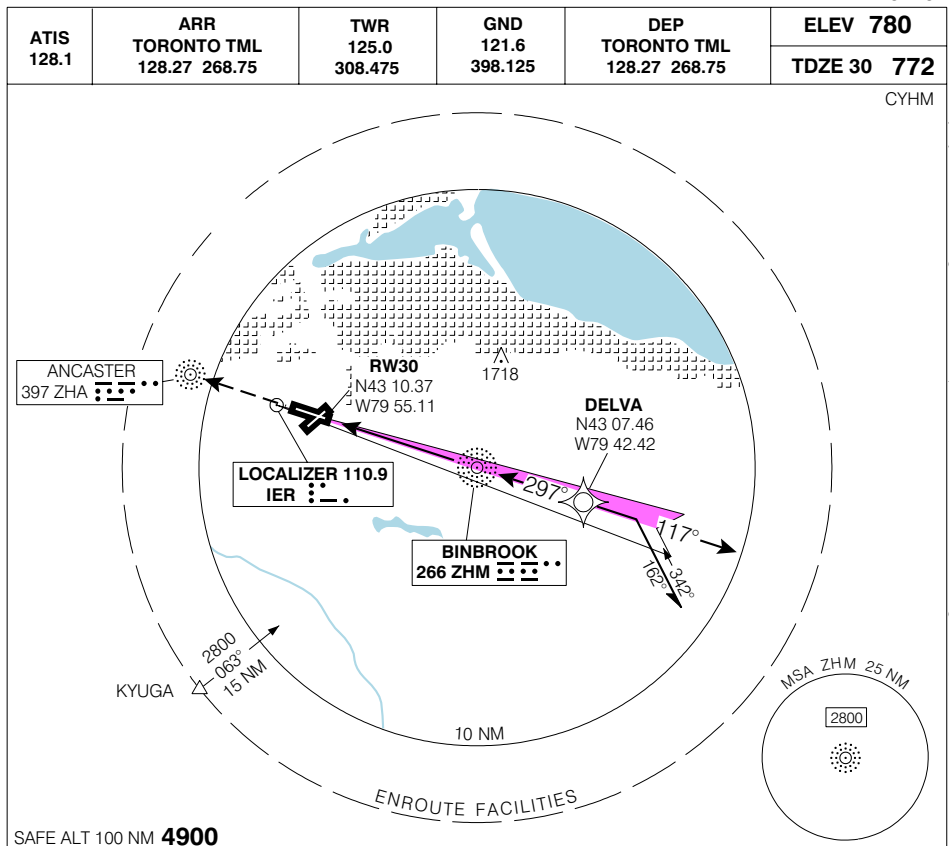 ATIS
128.1
ARR
TORONTO TML
128.27 268.75
TWR
125.0
308.475
GND
121.6
398.125
DEP
TORONTO TML
128.27 268.75
ELEV 780
TDZE 30 772
CYHM
ANCASTER
397 ZHA
RW30
N43 10.37
W79 55.11
1718
DELVA
N43 07.46
W79 42.42
LOCALIZER 110.9
IER
297°
117°
BINBROOK
266 ZHM
162°
342°
2800
063°
15 NM
KYUGA
10 NM
MSA ZHM 25 NM
2800
ENROUTE FACILITIES
SAFE ALT 100 NM 4900